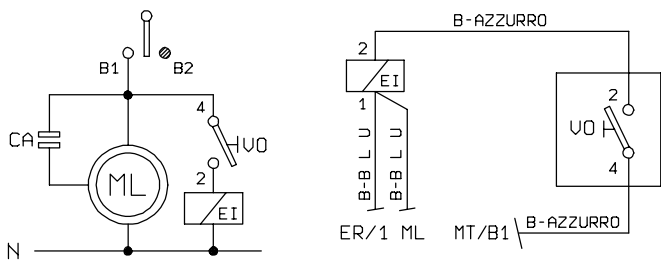 B1 B2
CA
4
VO
ML
2
EI
N
B-AZZURRO
2
EI
1
B-BLU
B-BLU
ER/1 ML
2
VO
4
MT/B1
B-AZZURRO